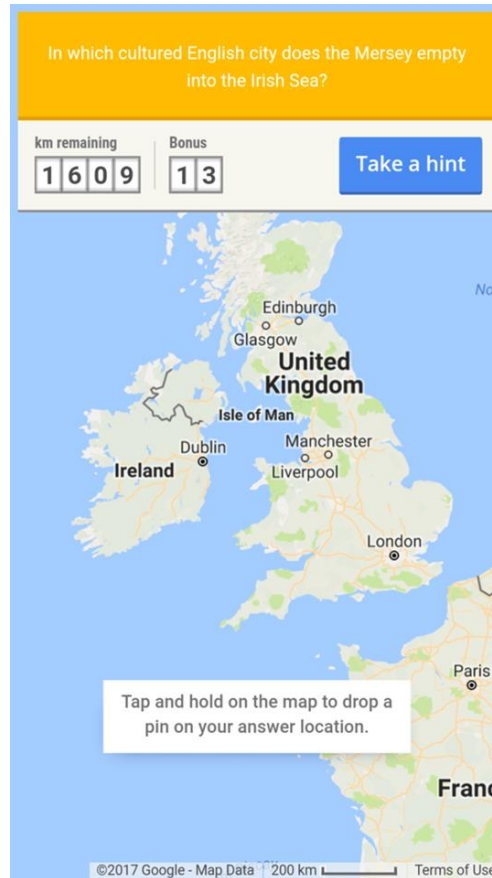 In which cultured English city does the Mersey empty
into the Irish Sea?
km remaining
Bonus
1609
13
Take a hint
Edinburgh
Glasgow
United
Kingdom
Isle of Man
Dublin
Manchester
Ireland
Liverpool
London
Paris
Tap and hold on the map to drop a
pin on your answer location.
©2017 Google - Map Data
200 km
Terms of Use